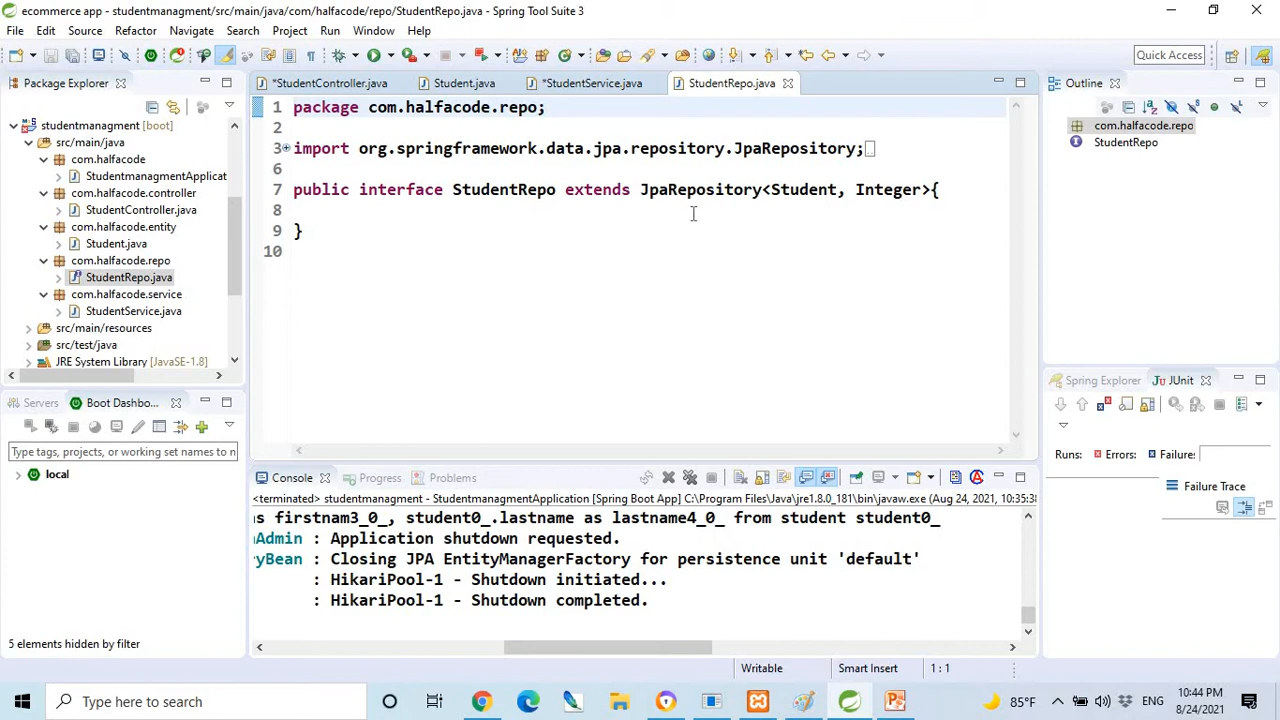 ecommerce app - studentmanagment/src/main/java/com/halfacode/repo/StudentRepo.java - Spring Tool Suite 3
File Edit Source Refactor Navigate Search Project Run Window Help
Quick Access
Package Explorer
studentmanagment [boot]
src/main/java
com.halfacode
StudentmanagmentApplicat
com.halfacode.controller
StudentController.java
com.halfacode.entity
Student.java
com.halfacode.repo
StudentRepo.java
com.halfacode.service
StudentService.java
src/main/resources
src/test/java
JRE System Library [JavaSE-1.8]
*StudentController.java Student.java *StudentService.java StudentRepo.java
1 package com.halfacode.repo;
2
3 import org.springframework.data.jpa.repository.JpaRepository;
6
7 public interface StudentRepo extends JpaRepository<Student, Integer>{
8
9 }
10
Outline
com.halfacode.repo
StudentRepo
Servers Boot Dashbo...
Type tags, projects, or working set names to n
local
5 elements hidden by filter
Console Progress Problems
<terminated> studentmanagment - StudentmanagmentApplication [Spring Boot App] C:\Program Files\Java\jre1.8.0_181\bin\javaw.exe (Aug 24, 2021, 10:35:38
as firstnam3_0_, student0_.lastname as lastname4_0_ from student student0_
nAdmin : Application shutdown requested.
ryBean : Closing JPA EntityManagerFactory for persistence unit 'default'
: HikariPool-1 - Shutdown initiated...
: HikariPool-1 - Shutdown completed.
Spring Explorer JUnit
Runs: Errors: Failure:
Failure Trace
Writable Smart Insert 1 : 1
Type here to search
85°F ENG 10:44 PM
8/24/2021